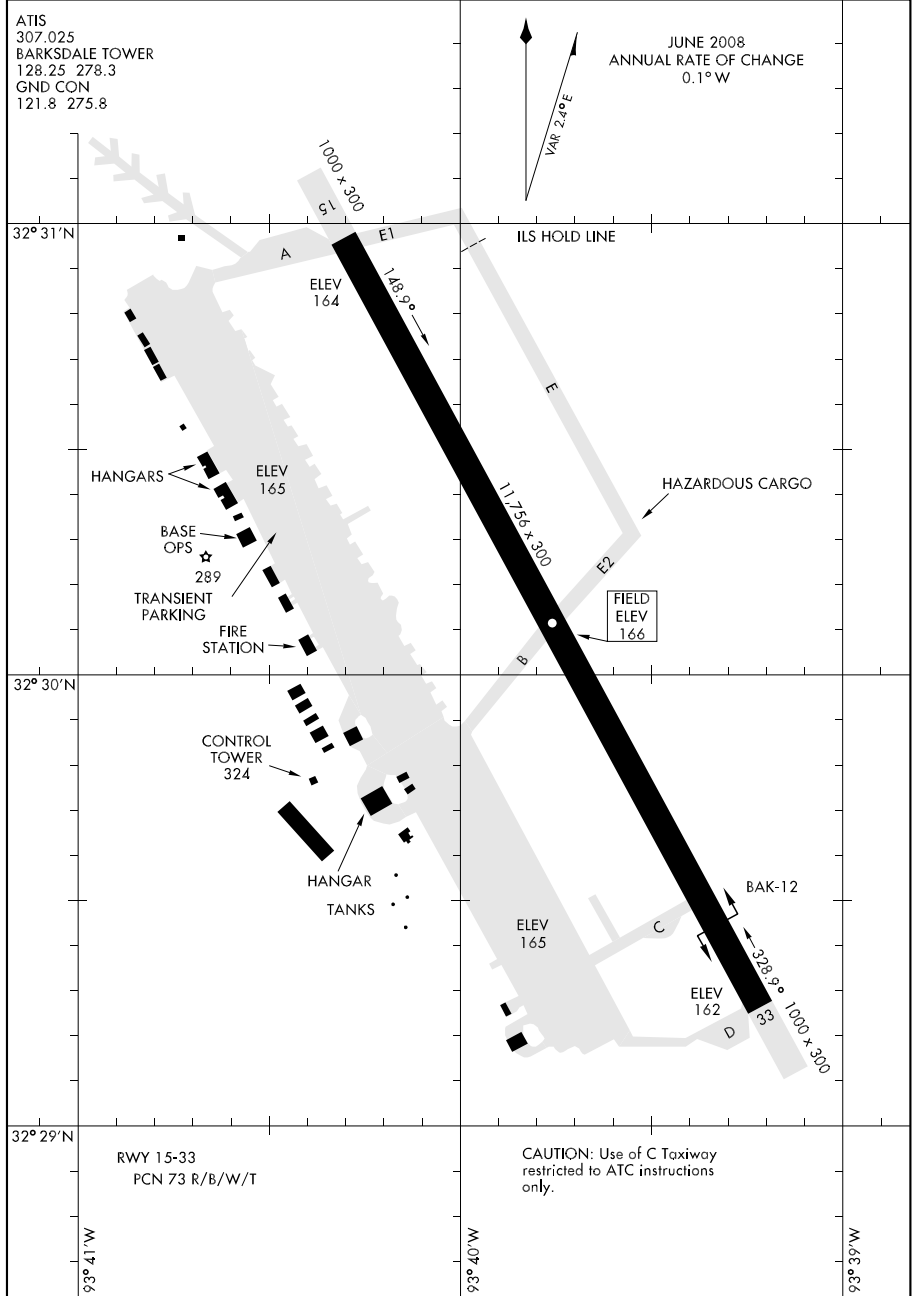 ATIS
307.025
BARKSDALE TOWER
128.25 278.3
GND CON
121.8 275.8
JUNE 2008
ANNUAL RATE OF CHANGE
0.1° W
VAR 2.4° E
1000 x 300
15
32° 31'N
A
E1
ILS HOLD LINE
ELEV
164
148.9°
E
HANGARS
ELEV
165
HAZARDOUS CARGO
11,756 x 300
BASE
OPS
289
E2
TRANSIENT
PARKING
FIELD
ELEV
166
FIRE
STATION
B
32° 30'N
CONTROL
TOWER
324
HANGAR
TANKS
BAK-12
ELEV
165
C
328.9°
ELEV
162
D
33
1000 x 300
32° 29'N
RWY 15-33
PCN 73 R/B/W/T
CAUTION: Use of C Taxiway
restricted to ATC instructions
only.
93° 41'W
93° 40'W
93° 39'W